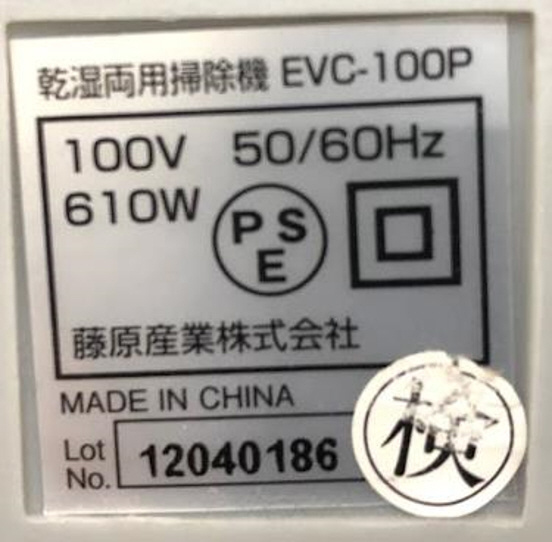 乾湿両用掃除機 EVC-100P
100V 50/60Hz
610W
PS
E
藤原産業株式会社
MADE IN CHINA
Lot
No. 12040186
検